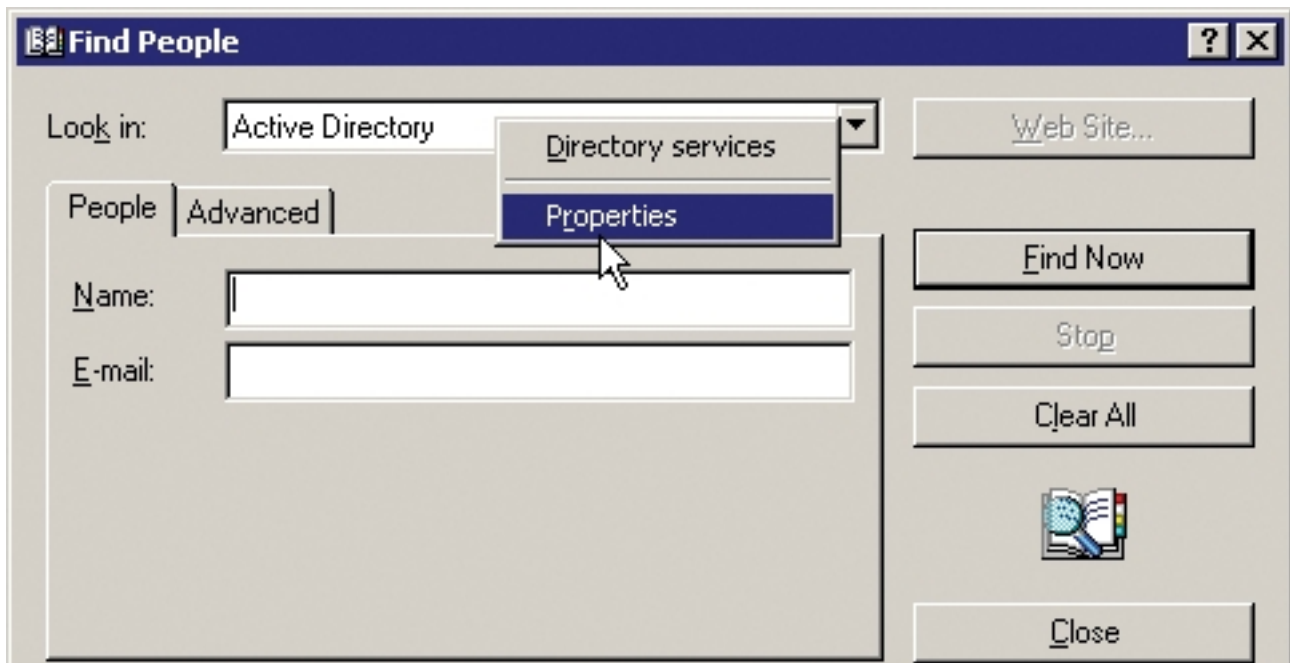 Find People
Look in:
Active Directory
Directory services
Properties
Web Site...
People
Advanced
Name:
E-mail:
Find Now
Stop
Clear All
Close